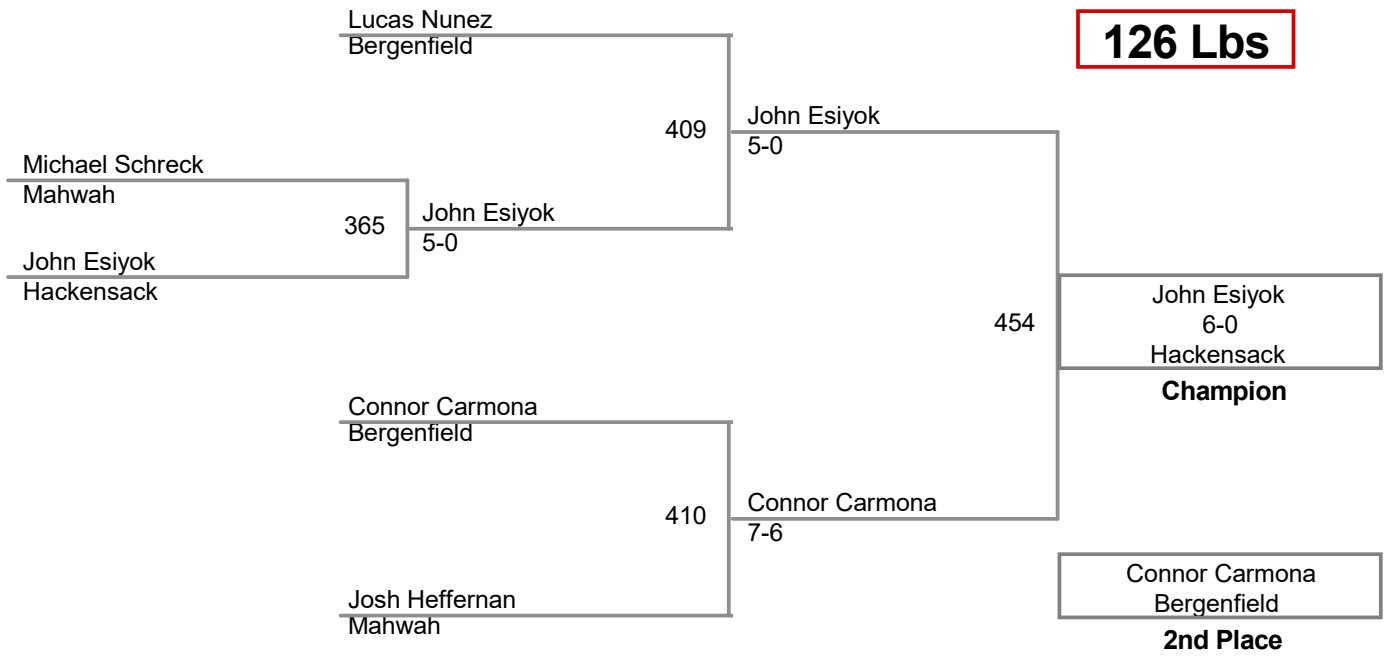 Lucas Nunez
Bergenfield
126 Lbs
409
John Esiyok
5-0
Michael Schreck
Mahwah
365
John Esiyok
5-0
John Esiyok
Hackensack
454
John Esiyok
6-0
Hackensack
Champion
Connor Carmona
Bergenfield
410
Connor Carmona
7-6
Josh Heffernan
Mahwah
Connor Carmona
Bergenfield
2nd Place